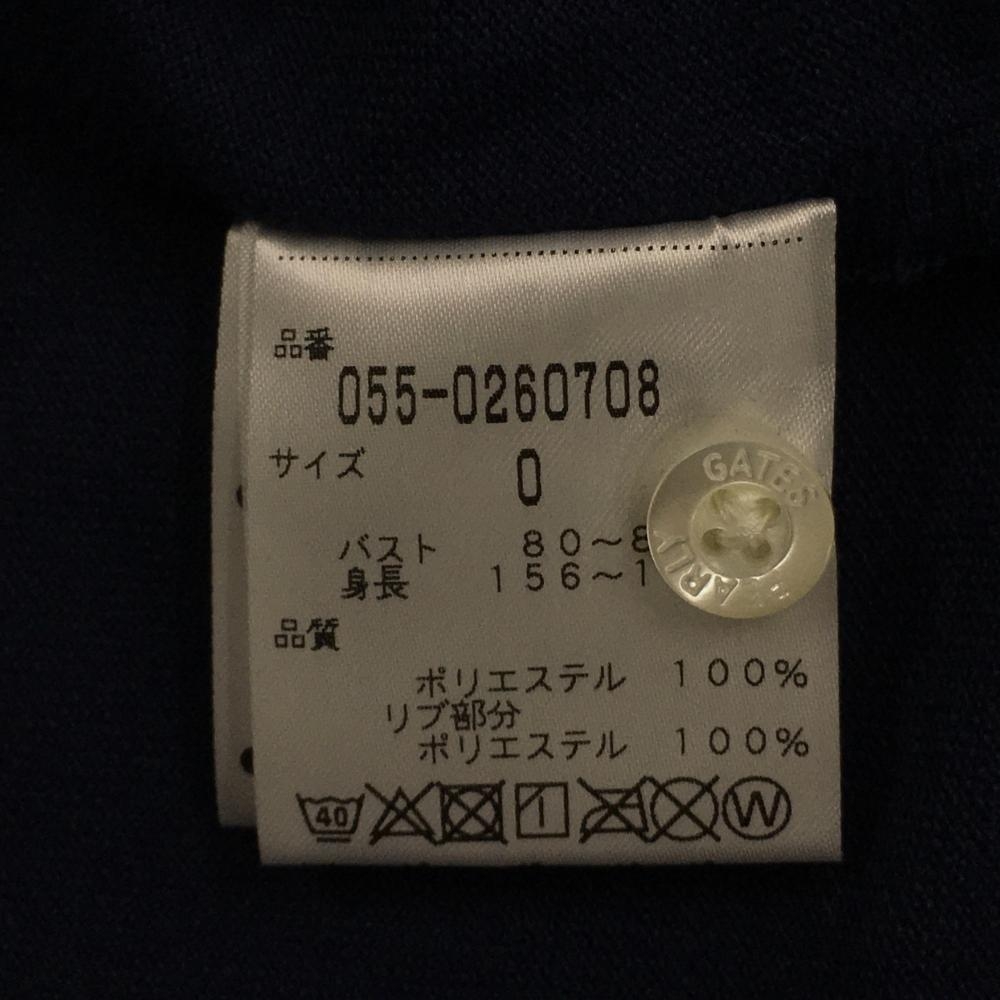 品番
055-0260708
サイズ 0
バスト 80〜8
身長 156〜1
品質
ポリエステル 100%
リブ部分
ポリエステル 100%
40 W
GATES